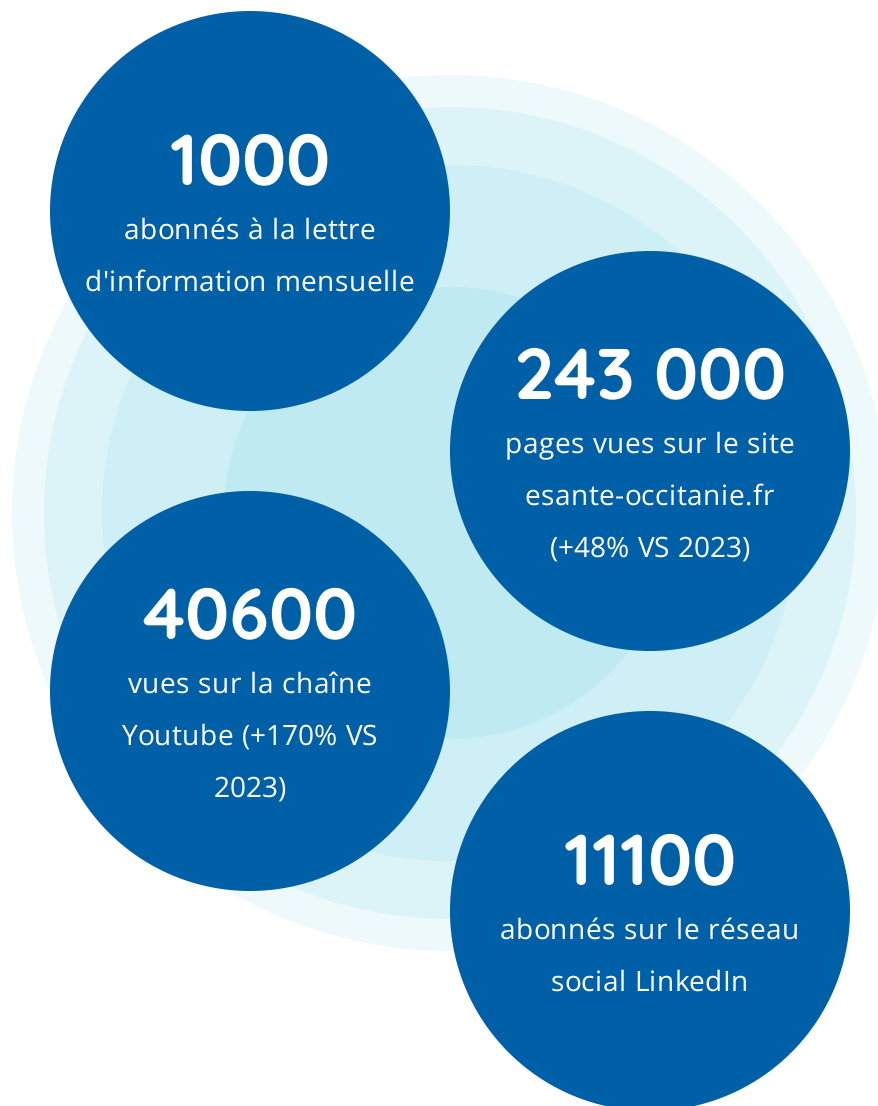 1000
abonnés à la lettre
d'information mensuelle
243 000
pages vues sur le site
esante-occitanie.fr
(+48% VS 2023)
40600
vues sur la chaîne
Youtube (+170% VS
2023)
11100
abonnés sur le réseau
social LinkedIn